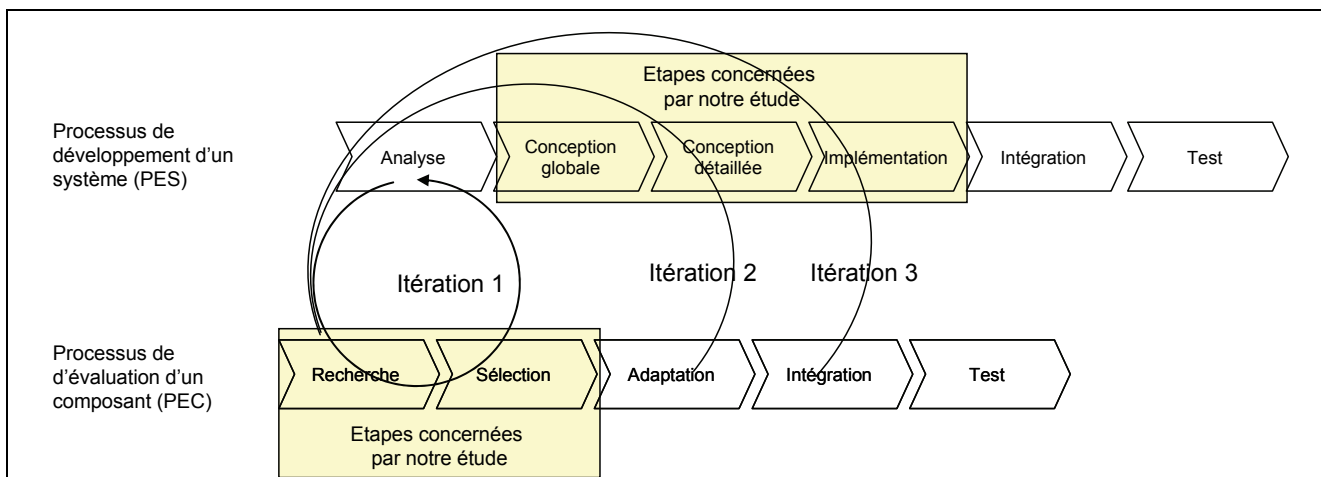 Etapes concernées
par notre étude
Processus de
développement d'un
système (PES)
Analyse
Conception
globale
Conception
détaillée
Implémentation
Intégration
Test
Itération 1
Itération 2
Itération 3
Processus de
d'évaluation d'un
composant (PEC)
Recherche
Sélection
Adaptation
Intégration
Test
Etapes concernées
par notre étude